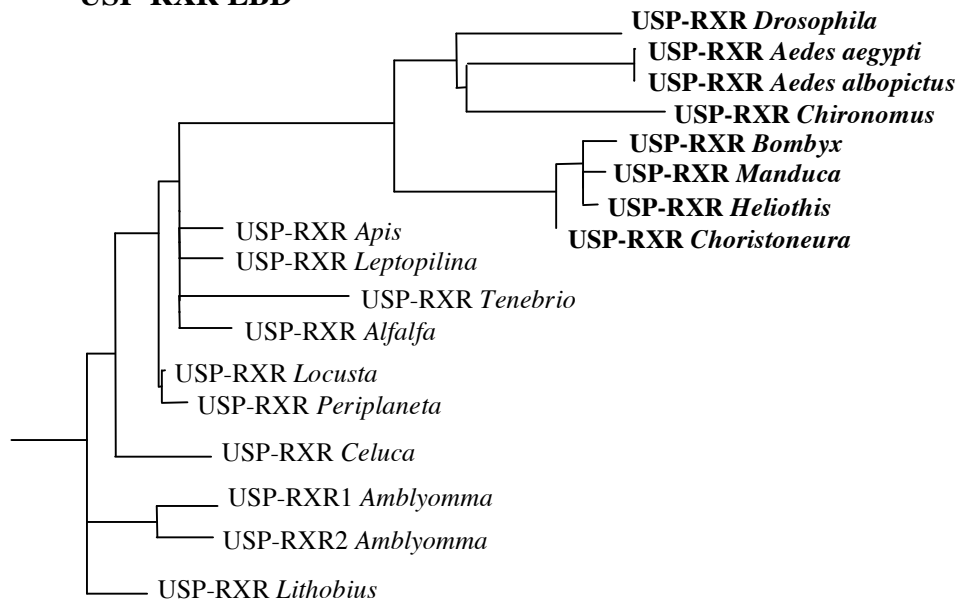 USP-RXR LBD
USP-RXR Drosophila
USP-RXR Aedes aegypti
USP-RXR Aedes albopictus
USP-RXR Chironomus
USP-RXR Bombyx
USP-RXR Manduca
USP-RXR Heliothis
USP-RXR Choristoneura
USP-RXR Apis
USP-RXR Leptopilina
USP-RXR Tenebrio
USP-RXR Alfalfa
USP-RXR Locusta
USP-RXR Periplaneta
USP-RXR Celuca
USP-RXR1 Amblyomma
USP-RXR2 Amblyomma
USP-RXR Lithobius